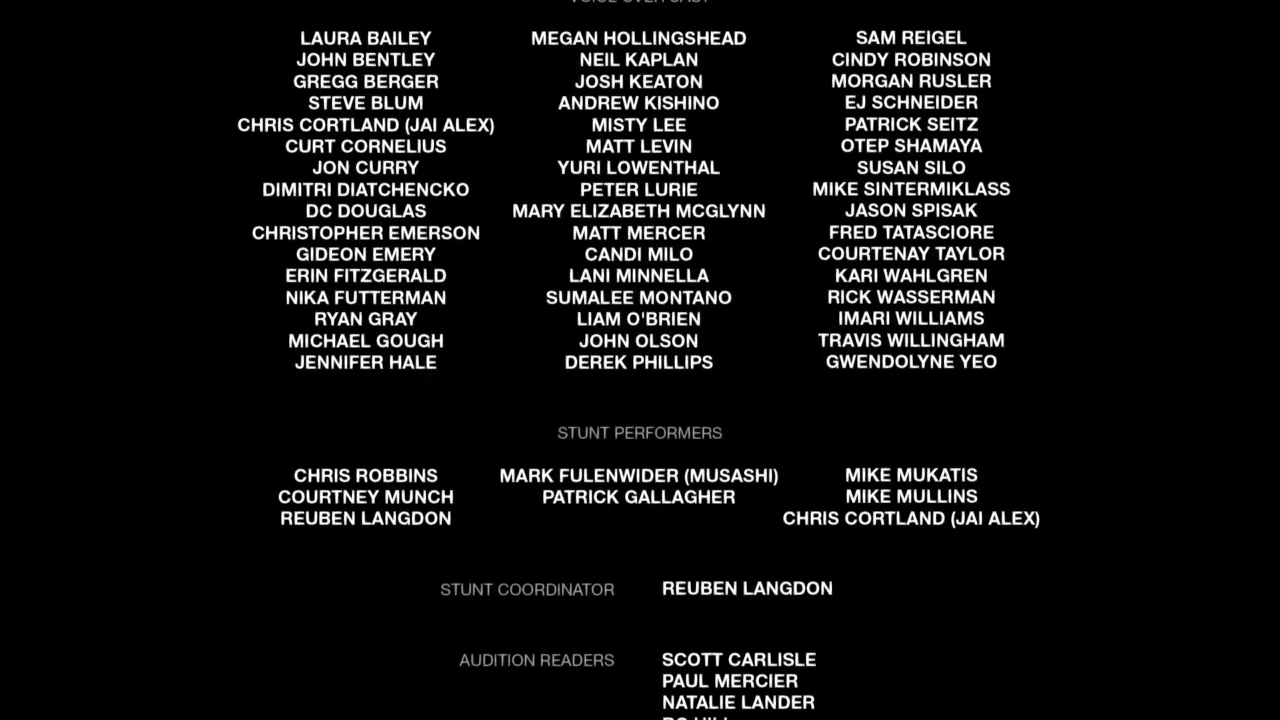 VOICE OVER CAST
LAURA BAILEY
JOHN BENTLEY
GREGG BERGER
STEVE BLUM
CHRIS CORTLAND (JAI ALEX)
CURT CORNELIUS
JON CURRY
DIMITRI DIATCHENCKO
DC DOUGLAS
CHRISTOPHER EMERSON
GIDEON EMERY
ERIN FITZGERALD
NIKA FUTTERMAN
RYAN GRAY
MICHAEL GOUGH
JENNIFER HALE
MEGAN HOLLINGSHEAD
NEIL KAPLAN
JOSH KEATON
ANDREW KISHINO
MISTY LEE
MATT LEVIN
YURI LOWENTHAL
PETER LURIE
MARY ELIZABETH MCGLYNN
MATT MERCER
CANDI MILO
LANI MINNELLA
SUMALEE MONTANO
LIAM O'BRIEN
JOHN OLSON
DEREK PHILLIPS
SAM REIGEL
CINDY ROBINSON
MORGAN RUSLER
EJ SCHNEIDER
PATRICK SEITZ
OTEP SHAMAYA
SUSAN SILO
MIKE SINTERMIKLASS
JASON SPISAK
FRED TATASCIORE
COURTENAY TAYLOR
KARI WAHLGREN
RICK WASSERMAN
IMARI WILLIAMS
TRAVIS WILLINGHAM
GWENDOLYNE YEO
STUNT PERFORMERS
CHRIS ROBBINS
COURTNEY MUNCH
REUBEN LANGDON
MARK FULENWIDER (MUSASHI)
PATRICK GALLAGHER
MIKE MUKATIS
MIKE MULLINS
CHRIS CORTLAND (JAI ALEX)
STUNT COORDINATOR REUBEN LANGDON
AUDITION READERS SCOTT CARLISLE
PAUL MERCIER
NATALIE LANDER